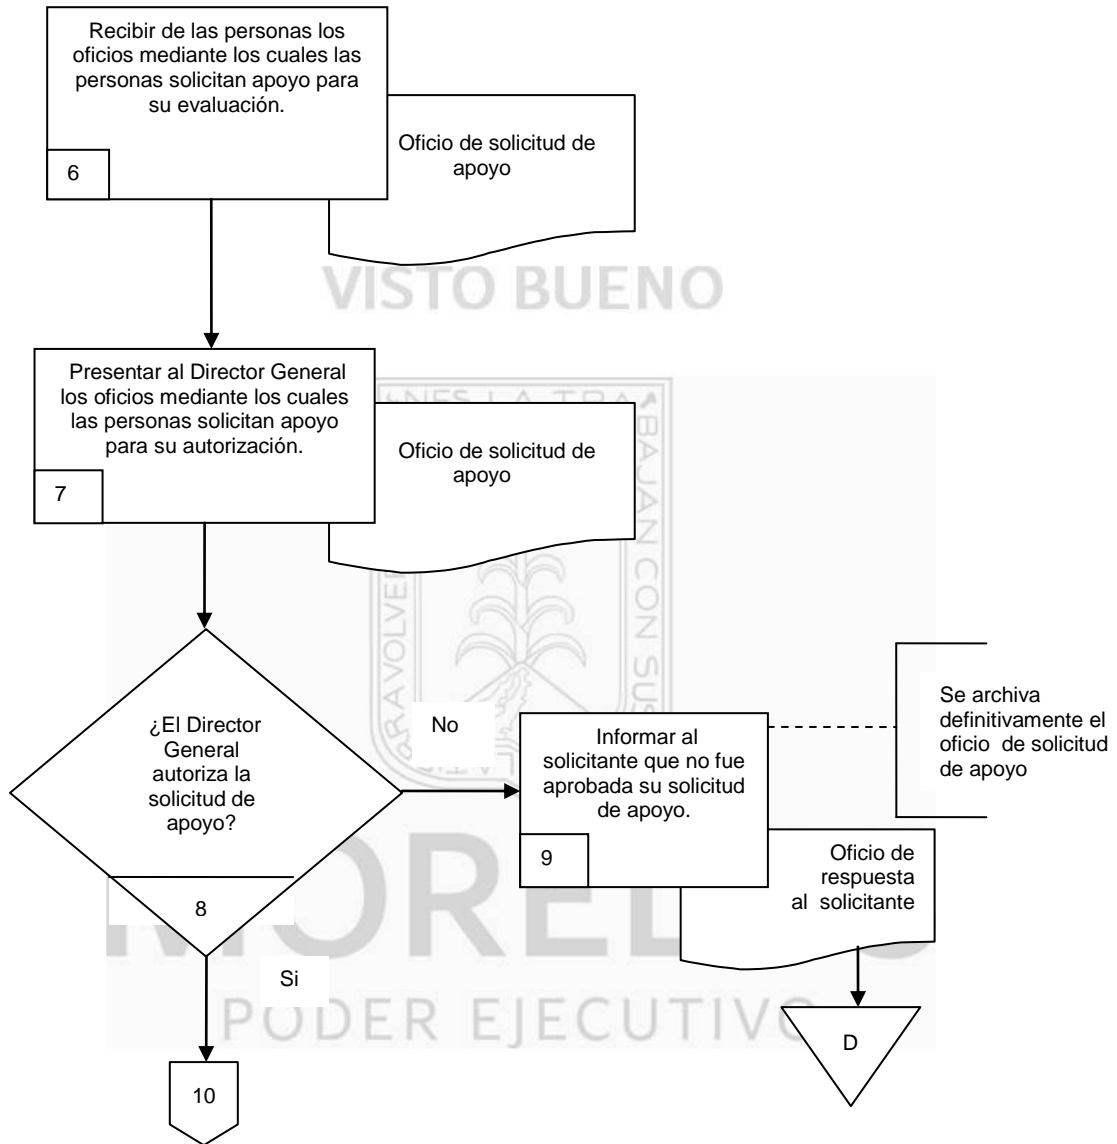 Recibir de las personas los
oficios mediante los cuales las
personas solicitan apoyo para
su evaluación.
6
Oficio de solicitud de
apoyo
VISTO BUENO
Presentar al Director General
los oficios mediante los cuales
las personas solicitan apoyo
para su autorización.
7
Oficio de solicitud de
apoyo
¿El Director
General
autoriza la
solicitud de
apoyo?
8
No
Informar al
solicitante que no fue
aprobada su solicitud
de apoyo.
9
Se archiva
definitivamente el
oficio  de solicitud
de apoyo
Oficio de
respuesta
al  solicitante
Si
PODER EJECUTIVO
D
10